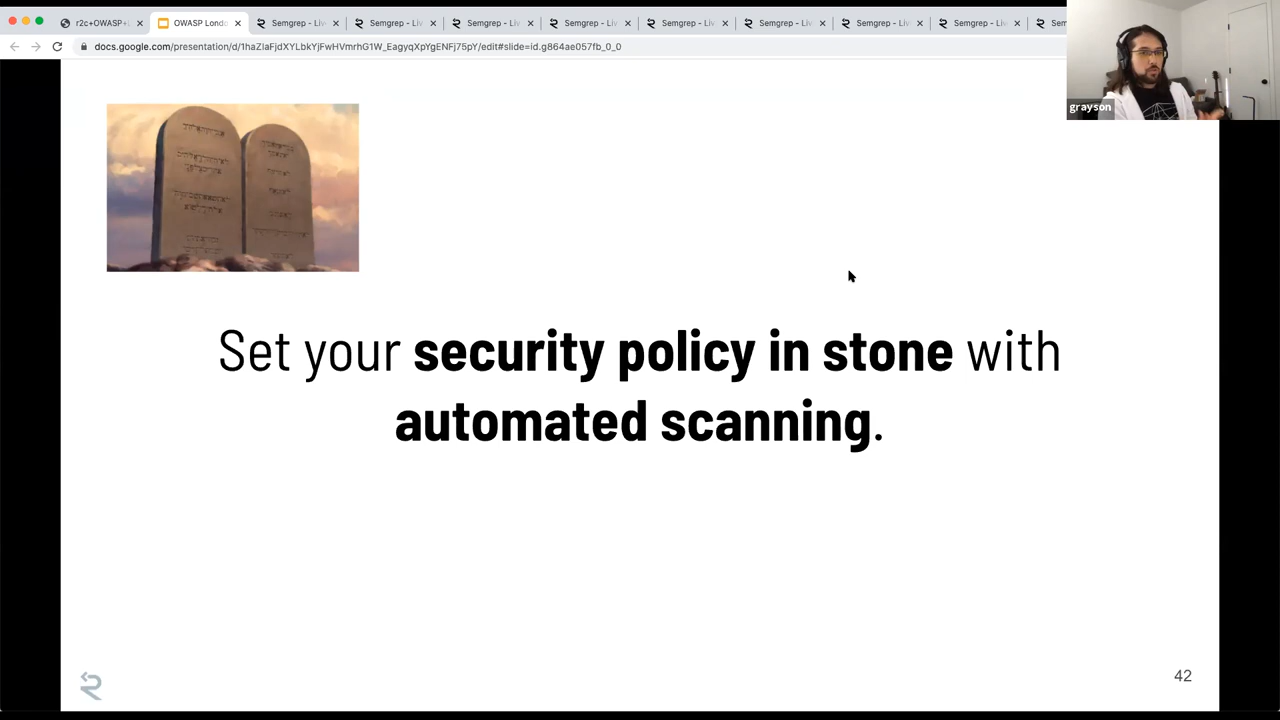 r2c+OWASP+
OWASP Lond
Semgrep - Liv
Semgrep - Liv
Semgrep - Liv
Semgrep - Liv
Semgrep - Liv
Semgrep - Liv
Semgrep - Liv
Semgrep - Liv
Sem
docs.google.com/presentation/d/1haZlaFjdXYLbkYjFwHVmrhG1W_EagyqXpYgENFj75pY/edit#slide=id.g864ae057fb_0_0
grayson
Set your security policy in stone with
automated scanning.
42